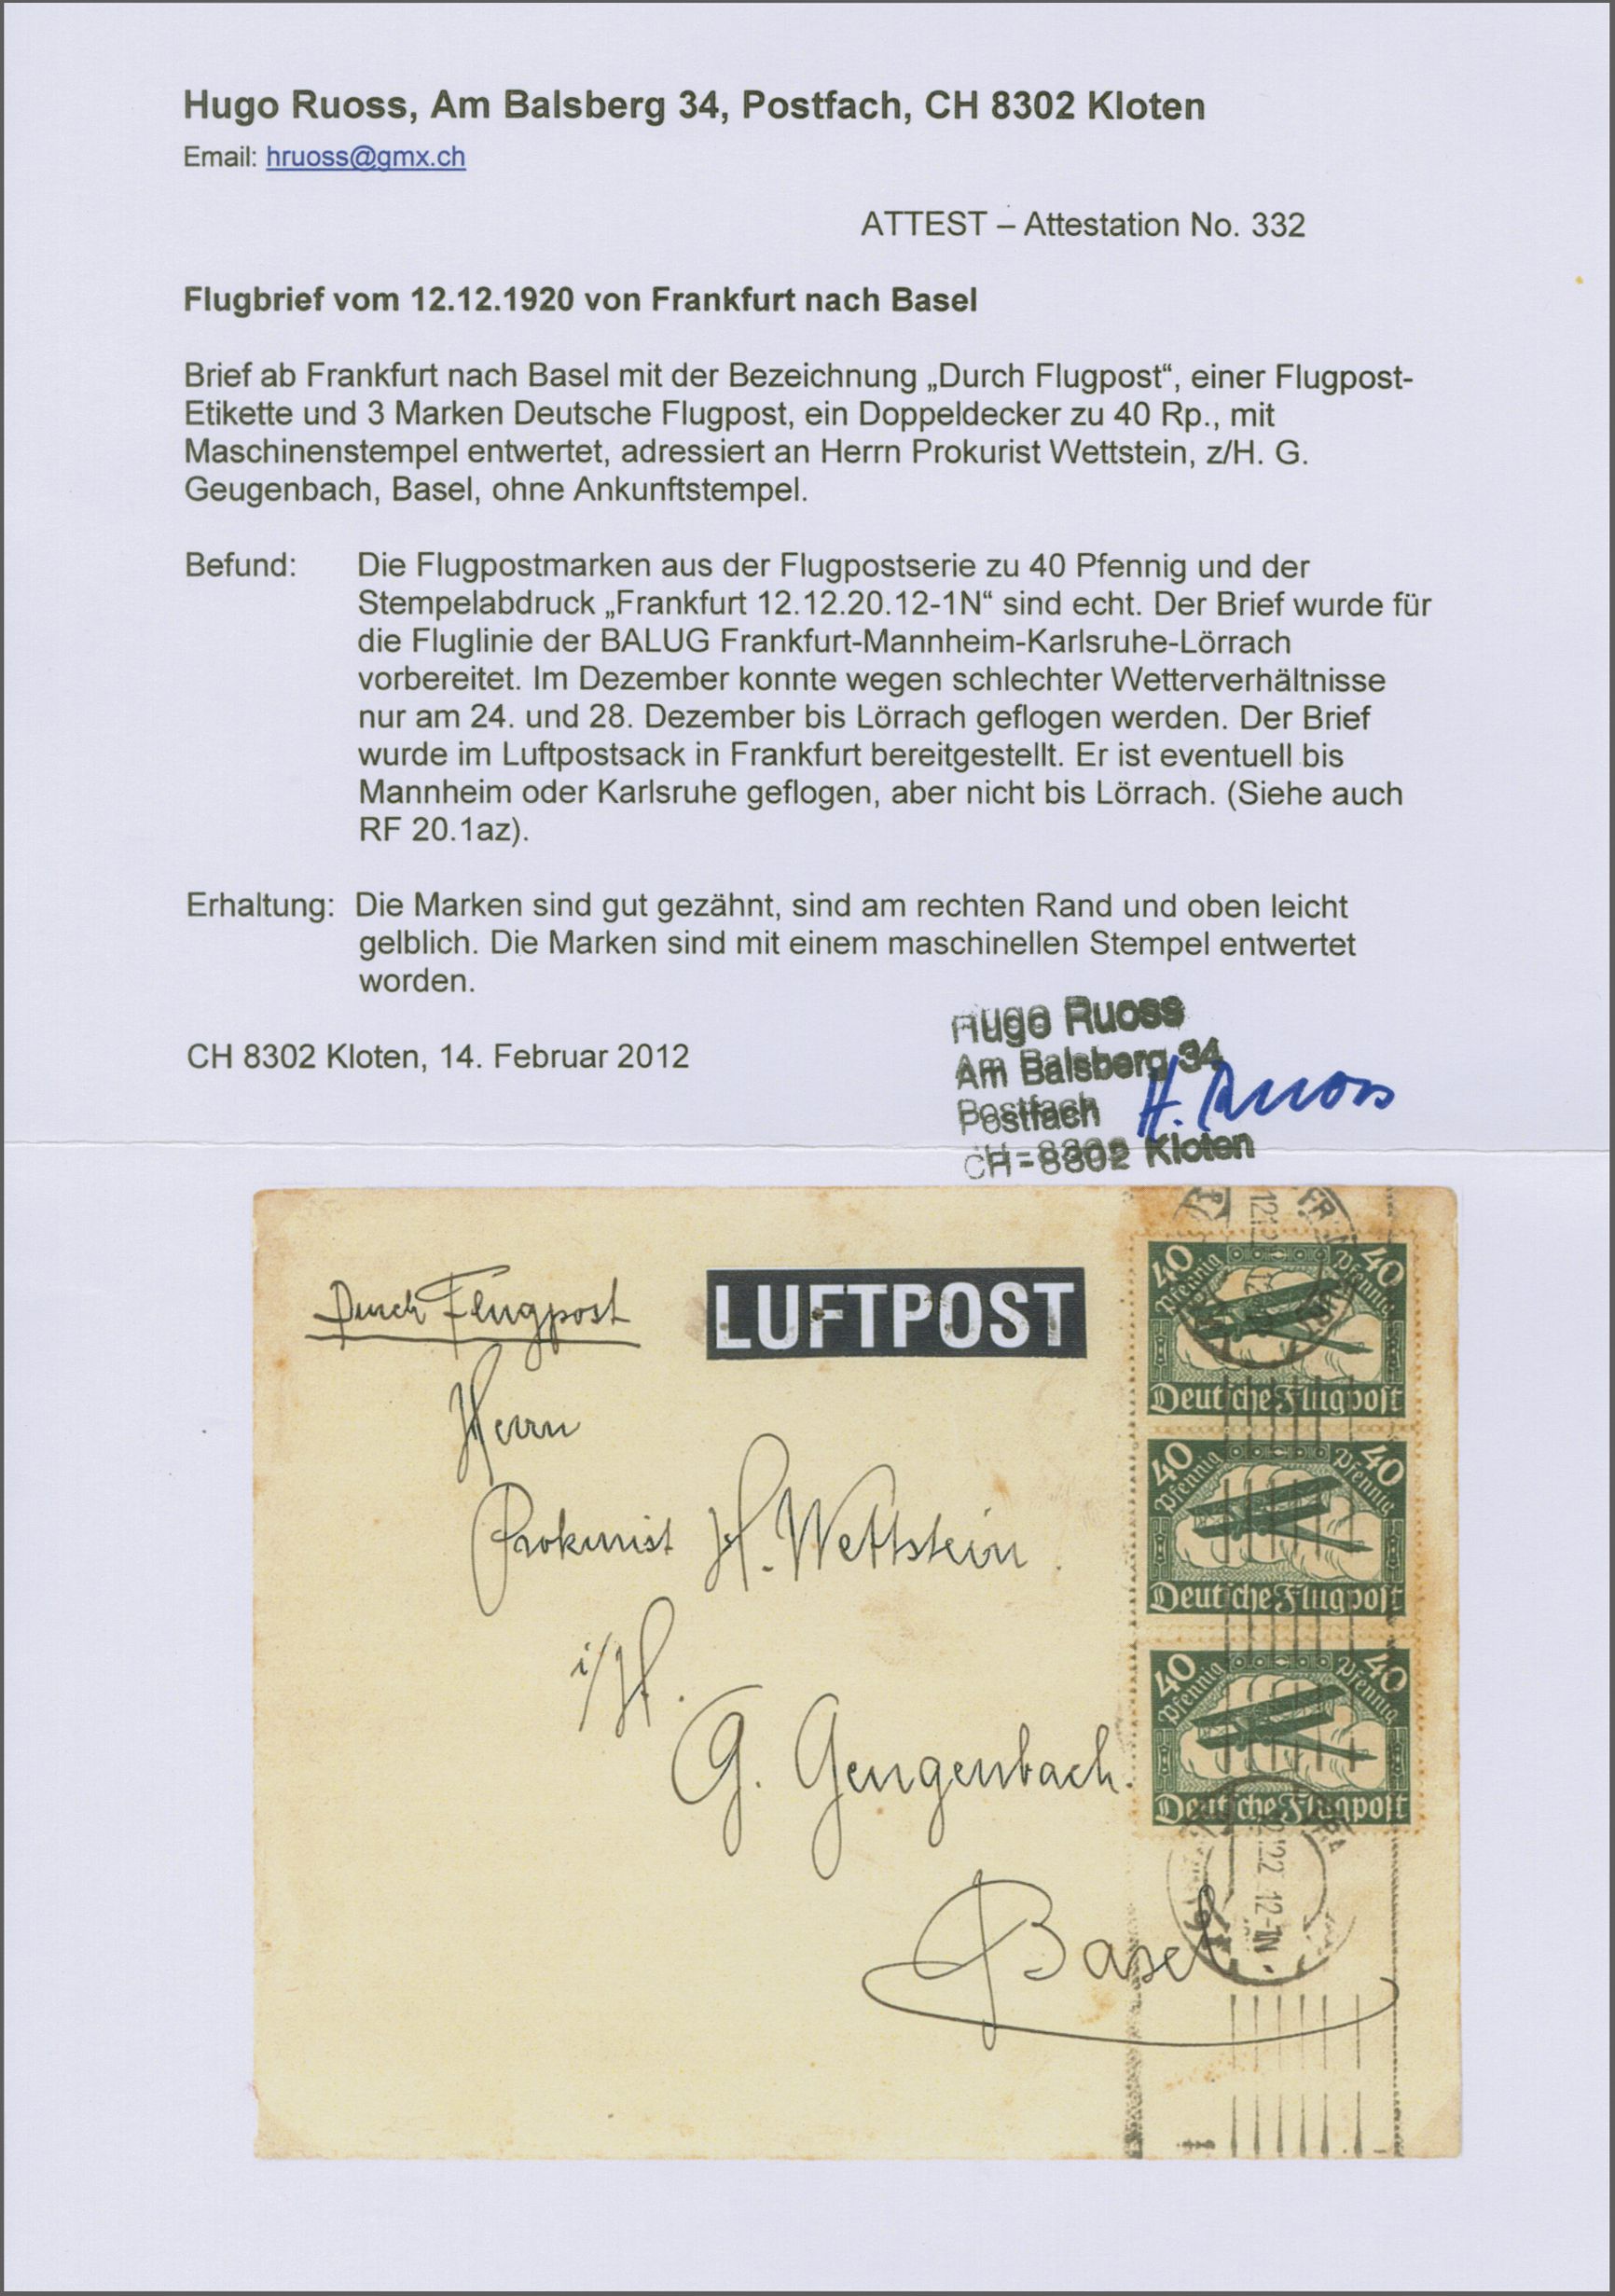 Hugo Ruoss, Am Balsberg 34, Postfach, CH 8302 Kloten
Email: hruoss@gmx.ch
ATTEST – Attestation No. 332
Flugbrief vom 12.12.1920 von Frankfurt nach Basel
Brief ab Frankfurt nach Basel mit der Bezeichnung „Durch Flugpost“, einer Flugpost-
Etikette und 3 Marken Deutsche Flugpost, ein Doppeldecker zu 40 Rp., mit
Maschinenstempel entwertet, adressiert an Herrn Prokurist Wettstein, z/H. G.
Geugenbach, Basel, ohne Ankunftstempel.
Befund: Die Flugpostmarken aus der Flugpostserie zu 40 Pfennig und der
Stempelabdruck „Frankfurt 12.12.20.12-1N“ sind echt. Der Brief wurde für
die Fluglinie der BALUG Frankfurt-Mannheim-Karlsruhe-Lörrach
vorbereitet. Im Dezember konnte wegen schlechter Wetterverhältnisse
nur am 24. und 28. Dezember bis Lörrach geflogen werden. Der Brief
wurde im Luftpostsack in Frankfurt bereitgestellt. Er ist eventuell bis
Mannheim oder Karlsruhe geflogen, aber nicht bis Lörrach. (Siehe auch
RF 20.1az).
Erhaltung: Die Marken sind gut gezähnt, sind am rechten Rand und oben leicht
gelblich. Die Marken sind mit einem maschinellen Stempel entwertet
worden.
CH 8302 Kloten, 14. Februar 2012
Hugo Ruoss
Am Balsberg 34
Postfach
CH-8302 Kloten
H. Ruoss
Durch Flugpost
LUFTPOST
Herrn
Prokurist H. Wettstein
i/H.
G. Gengenbach.
Basel
40 Pfennig 40 Pfennig
Deutsche Flugpost
40 Pfennig 40 Pfennig
Deutsche Flugpost
40 Pfennig 40 Pfennig
Deutsche Flugpost
12-1N